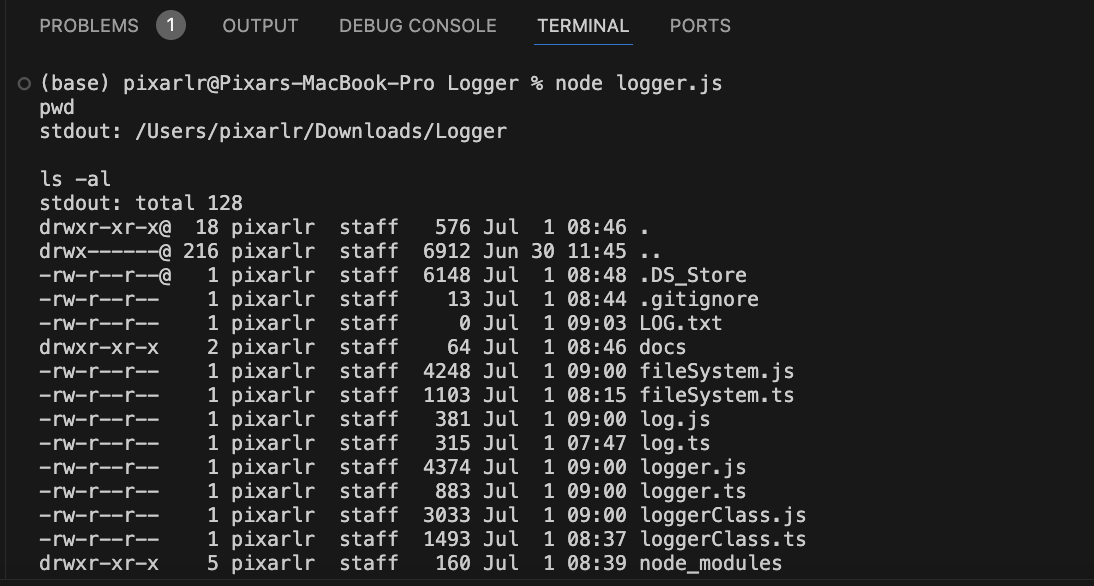 PROBLEMS 1 OUTPUT DEBUG CONSOLE TERMINAL PORTS
(base) pixarlr@Pixars-MacBook-Pro Logger % node logger.js
pwd
stdout: /Users/pixarlr/Downloads/Logger
ls -al
stdout: total 128
drwxr-xr-x@  18 pixarlr  staff   576 Jul  1 08:46 .
drwx------@ 216 pixarlr  staff  6912 Jun 30 11:45 ..
-rw-r--r--@   1 pixarlr  staff  6148 Jul  1 08:48 .DS_Store
-rw-r--r--    1 pixarlr  staff    13 Jul  1 08:44 .gitignore
-rw-r--r--    1 pixarlr  staff     0 Jul  1 09:03 LOG.txt
drwxr-xr-x    2 pixarlr  staff    64 Jul  1 08:46 docs
-rw-r--r--    1 pixarlr  staff  4248 Jul  1 09:00 fileSystem.js
-rw-r--r--    1 pixarlr  staff  1103 Jul  1 08:15 fileSystem.ts
-rw-r--r--    1 pixarlr  staff   381 Jul  1 09:00 log.js
-rw-r--r--    1 pixarlr  staff   315 Jul  1 07:47 log.ts
-rw-r--r--    1 pixarlr  staff  4374 Jul  1 09:00 logger.js
-rw-r--r--    1 pixarlr  staff   883 Jul  1 09:00 logger.ts
-rw-r--r--    1 pixarlr  staff  3033 Jul  1 09:00 loggerClass.js
-rw-r--r--    1 pixarlr  staff  1493 Jul  1 08:37 loggerClass.ts
drwxr-xr-x    5 pixarlr  staff   160 Jul  1 08:39 node_modules